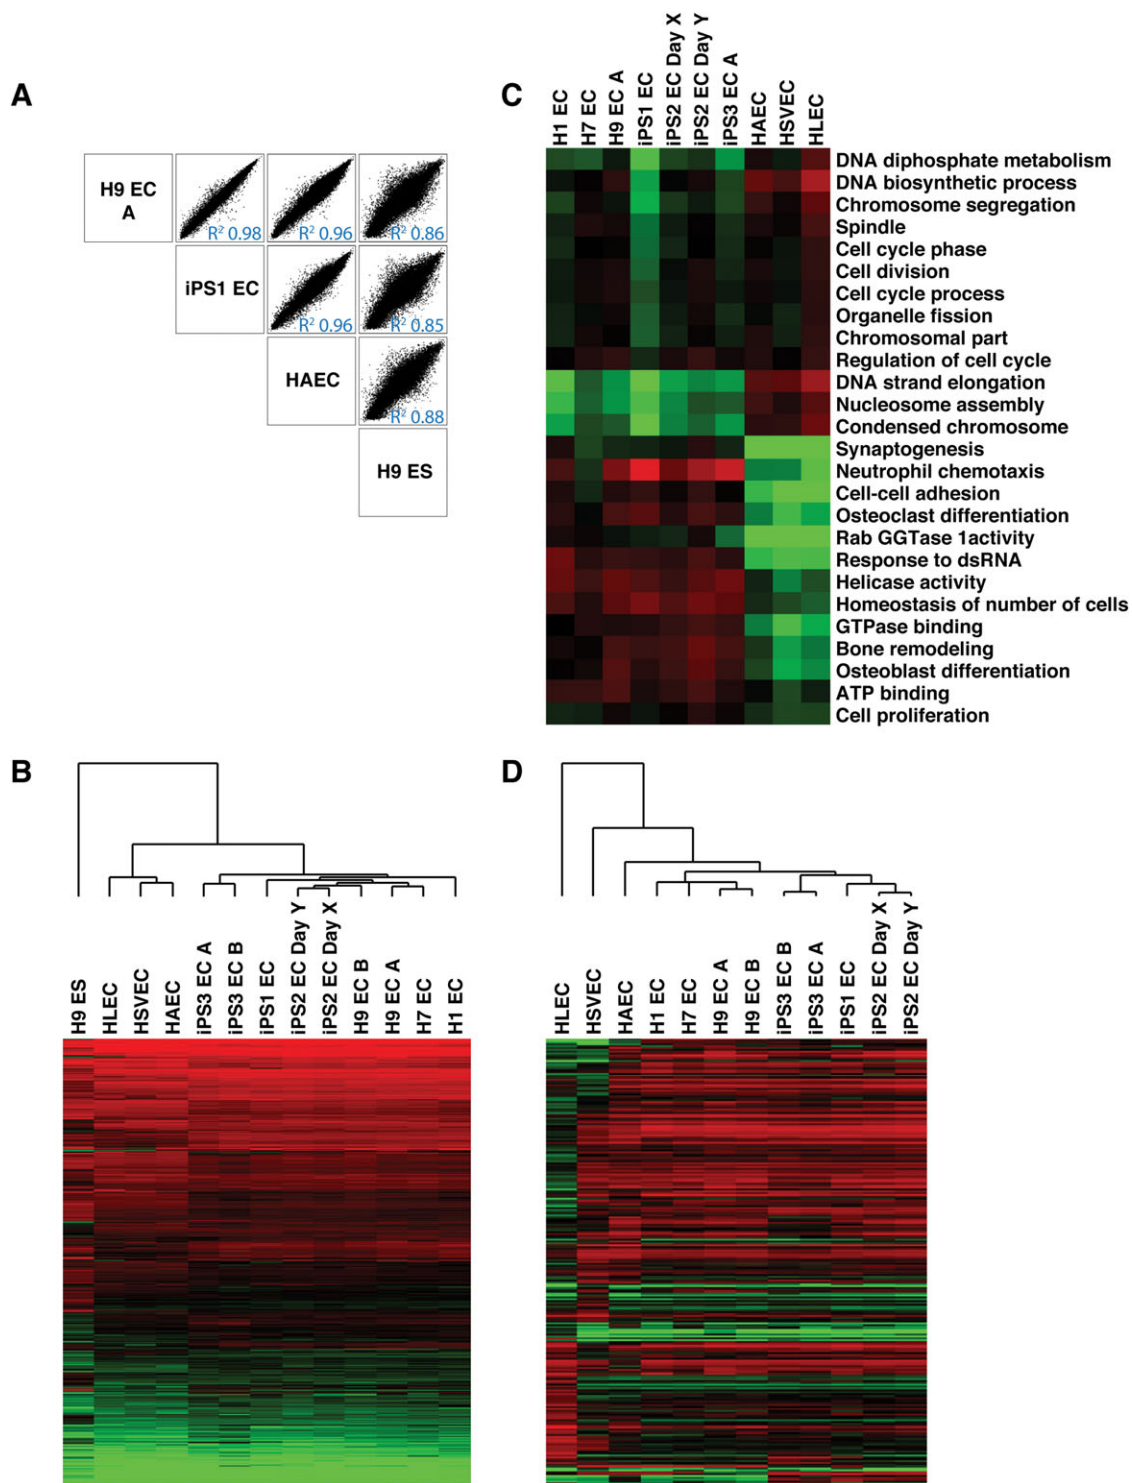 A
H9 EC
A
R² 0.98
R² 0.96
R² 0.86
iPS1 EC
R² 0.96
R² 0.85
HAEC
R² 0.88
H9 ES
C
H1 EC
H7 EC
H9 EC A
iPS1 EC
iPS2 EC Day X
iPS2 EC Day Y
iPS3 EC A
HAEC
HSVEC
HLEC
DNA diphosphate metabolism
DNA biosynthetic process
Chromosome segregation
Spindle
Cell cycle phase
Cell division
Cell cycle process
Organelle fission
Chromosomal part
Regulation of cell cycle
DNA strand elongation
Nucleosome assembly
Condensed chromosome
Synaptogenesis
Neutrophil chemotaxis
Cell-cell adhesion
Osteoclast differentiation
Rab GGTase 1activity
Response to dsRNA
Helicase activity
Homeostasis of number of cells
GTPase binding
Bone remodeling
Osteoblast differentiation
ATP binding
Cell proliferation
B
H9 ES
HLEC
HSVEC
HAEC
iPS3 EC A
iPS3 EC B
iPS1 EC
iPS2 EC Day Y
iPS2 EC Day X
H9 EC B
H9 EC A
H7 EC
H1 EC
D
HLEC
HSVEC
HAEC
H1 EC
H7 EC
H9 EC A
H9 EC B
iPS3 EC B
iPS3 EC A
iPS1 EC
iPS2 EC Day X
iPS2 EC Day Y